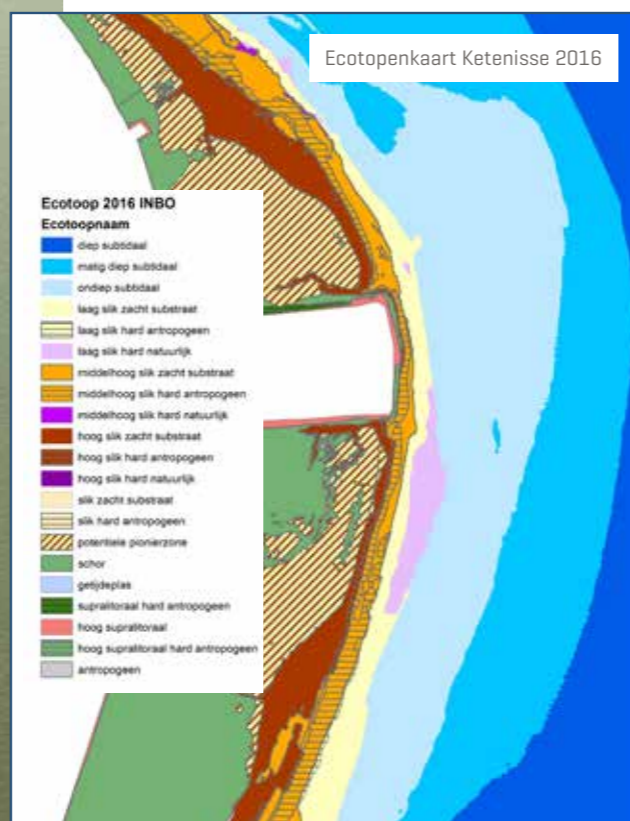 Ecotopenkaart Ketenisse 2016
Ecotoop 2016 INBO
Ecotoopnaam
diep subtidaal
matig diep subtidaal
ondiep subtidaal
laag slik zacht substraat
laag slik hard antropogeen
laag slik hard natuurlijk
middelhoog slik zacht substraat
middelhoog slik hard antropogeen
middelhoog slik hard natuurlijk
hoog slik zacht substraat
hoog slik hard antropogeen
hoog slik hard natuurlijk
slik zacht substraat
slik hard antropogeen
potentiele pionierzone
schor
getijdeplas
supralitoraal hard antropogeen
hoog supralitoraal
hoog supralitoraal hard antropogeen
antropogeen